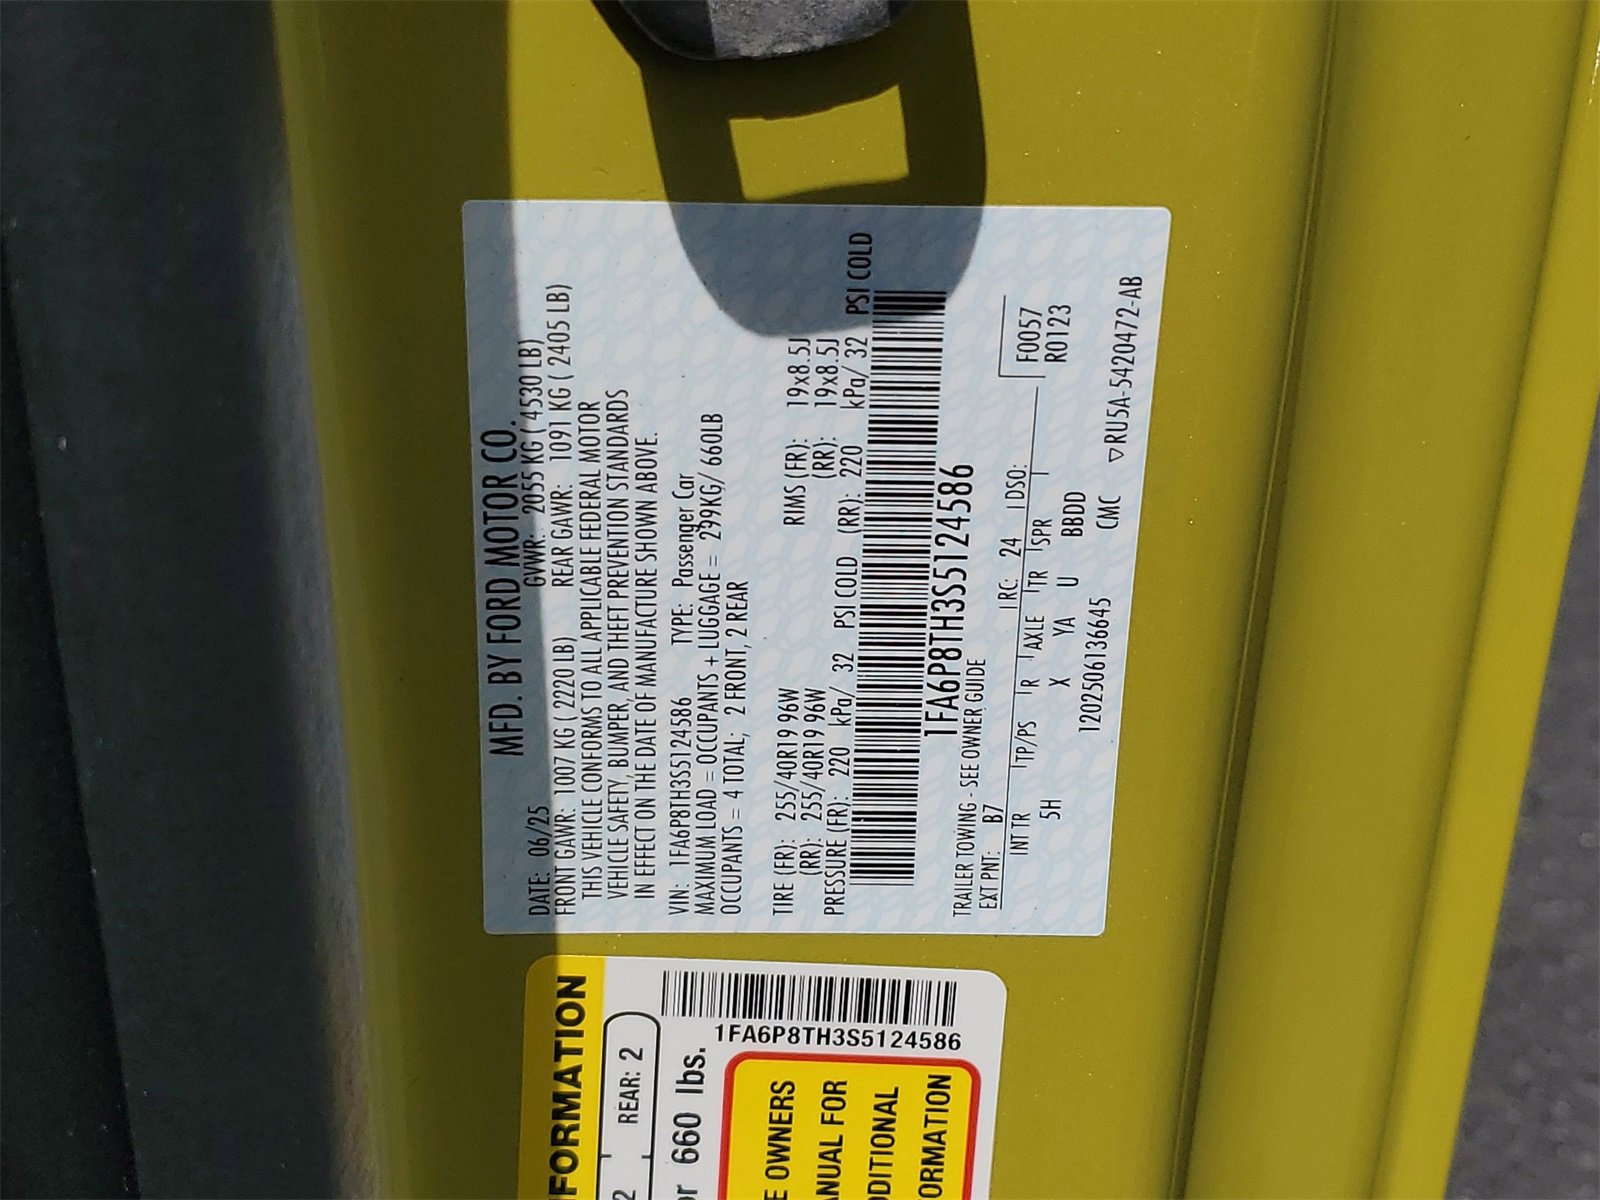 MFD. BY FORD MOTOR CO.
DATE: 06/25 GVWR: 2055 KG ( 4530 LB)
FRONT GAWR: 1007 KG ( 2220 LB) REAR GAWR: 1091 KG ( 2405 LB)
THIS VEHICLE CONFORMS TO ALL APPLICABLE FEDERAL MOTOR
VEHICLE SAFETY, BUMPER, AND THEFT PREVENTION STANDARDS
IN EFFECT ON THE DATE OF MANUFACTURE SHOWN ABOVE.
VIN: 1FA6P8TH3S5124586 TYPE: Passenger Car
MAXIMUM LOAD = OCCUPANTS + LUGGAGE = 299KG/ 660LB
OCCUPANTS = 4 TOTAL; 2 FRONT, 2 REAR
TIRE (FR): 255/40R19 96W RIMS (FR): 19x8.5J
(RR): 255/40R19 96W (RR): 19x8.5J
PRESSURE (FR): 220 kPa/ 32 PSI COLD (RR): 220 kPa/ 32 PSI COLD
1FA6P8TH3S5124586
TRAILER TOWING - SEE OWNER GUIDE
EXT PNT: B7 RC: 24 DSO: F0057
INT TR TP/PS R AXLE TR SPR R0123
5H X YA U BBDD
1202506136645 CMC ▽RU5A-5420472-AB
FORMATION
2 REAR: 2
or 660 lbs.
1FA6P8TH3S5124586
E OWNERS
ANUAL FOR
DDITIONAL
ORMATION